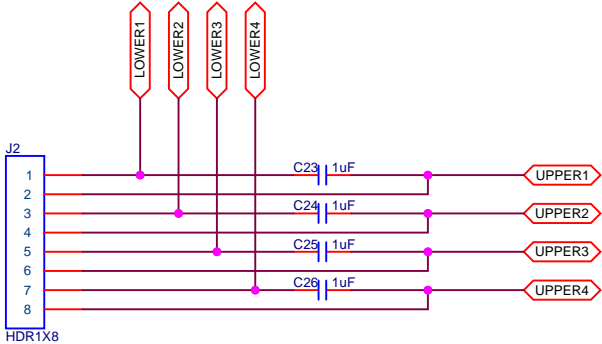 LOWER1
LOWER2
LOWER3
LOWER4
J2
1
C23 1uF
UPPER1
2
3
C24 1uF
UPPER2
4
5
C25 1uF
UPPER3
6
7
C26 1uF
UPPER4
8
HDR1X8